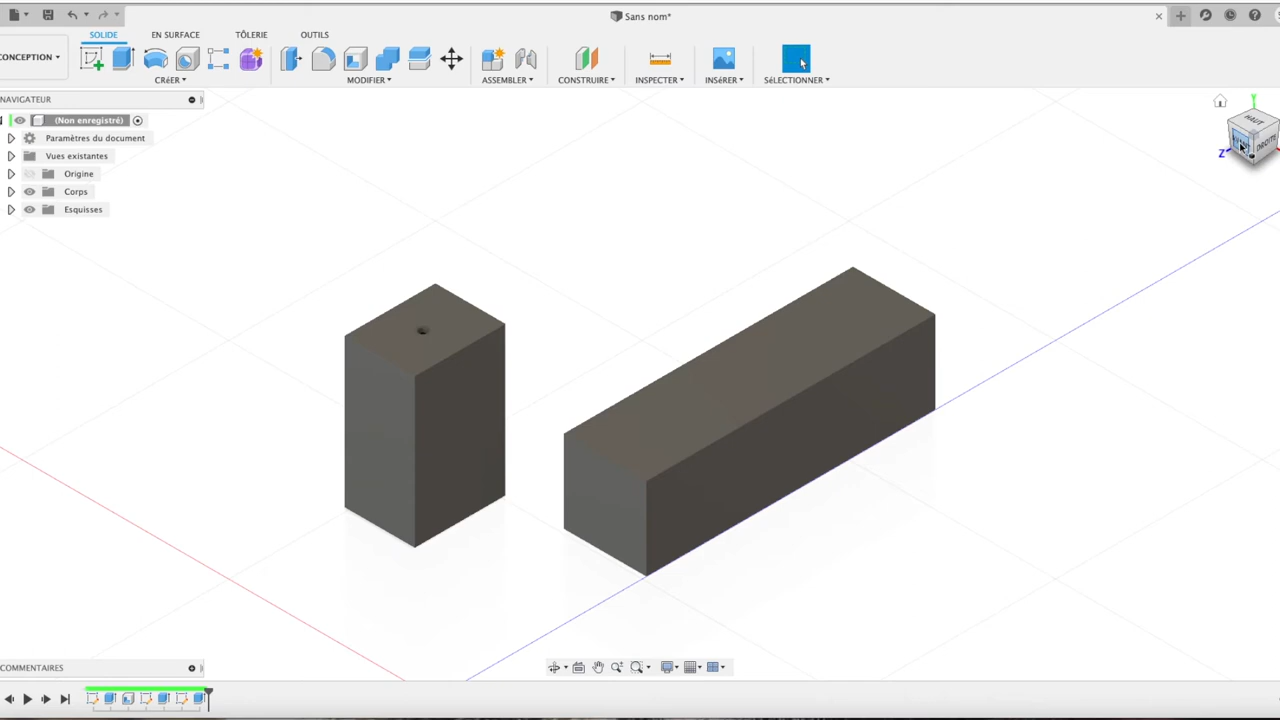 Sans nom*
SOLIDE EN SURFACE TÔLERIE OUTILS
CONCEPTION
CRÉER MODIFIER ASSEMBLER CONSTRUIRE INSPECTER INSÉRER SÉLECTIONNER
NAVIGATEUR
(Non enregistré)
Paramètres du document
Vues existantes
Origine
Corps
Esquisses
HAUT
DROITE
Z
Y
COMMENTAIRES